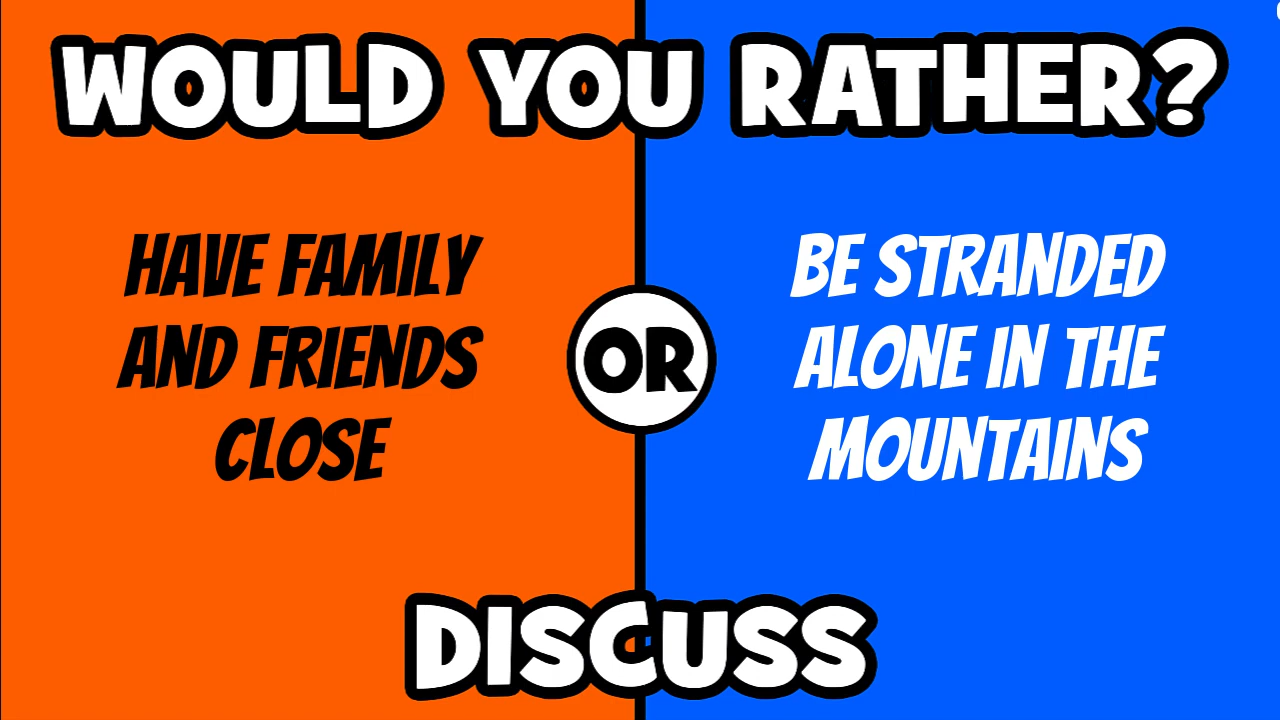 WOULD YOU RATHER?
HAVE FAMILY
AND FRIENDS
CLOSE
OR
BE STRANDED
ALONE IN THE
MOUNTAINS
DISCUSS